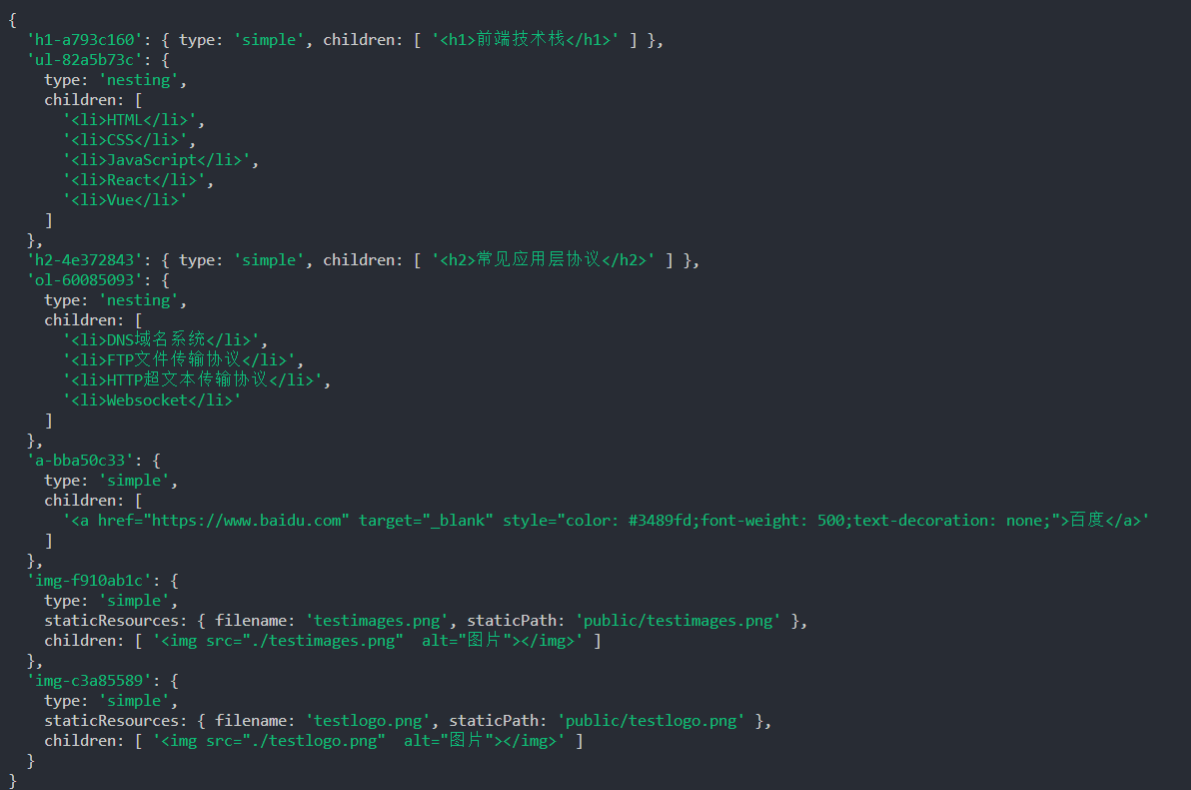 {
  'h1-a793c160': { type: 'simple', children: [ '<h1>前端技术栈</h1>' ] },
  'ul-82a5b73c': {
    type: 'nesting',
    children: [
      '<li>HTML</li>',
      '<li>CSS</li>',
      '<li>JavaScript</li>',
      '<li>React</li>',
      '<li>Vue</li>'
    ]
  },
  'h2-4e372843': { type: 'simple', children: [ '<h2>常见应用层协议</h2>' ] },
  'ol-60085093': {
    type: 'nesting',
    children: [
      '<li>DNS域名系统</li>',
      '<li>FTP文件传输协议</li>',
      '<li>HTTP超文本传输协议</li>',
      '<li>Websocket</li>'
    ]
  },
  'a-bba50c33': {
    type: 'simple',
    children: [
      '<a href="https://www.baidu.com" target="_blank" style="color: #3489fd;font-weight: 500;text-decoration: none;">百度</a>'
    ]
  },
  'img-f910ab1c': {
    type: 'simple',
    staticResources: { filename: 'testimages.png', staticPath: 'public/testimages.png' },
    children: [ '<img src="./testimages.png"  alt="图片"></img>' ]
  },
  'img-c3a85589': {
    type: 'simple',
    staticResources: { filename: 'testlogo.png', staticPath: 'public/testlogo.png' },
    children: [ '<img src="./testlogo.png"  alt="图片"></img>' ]
  }
}